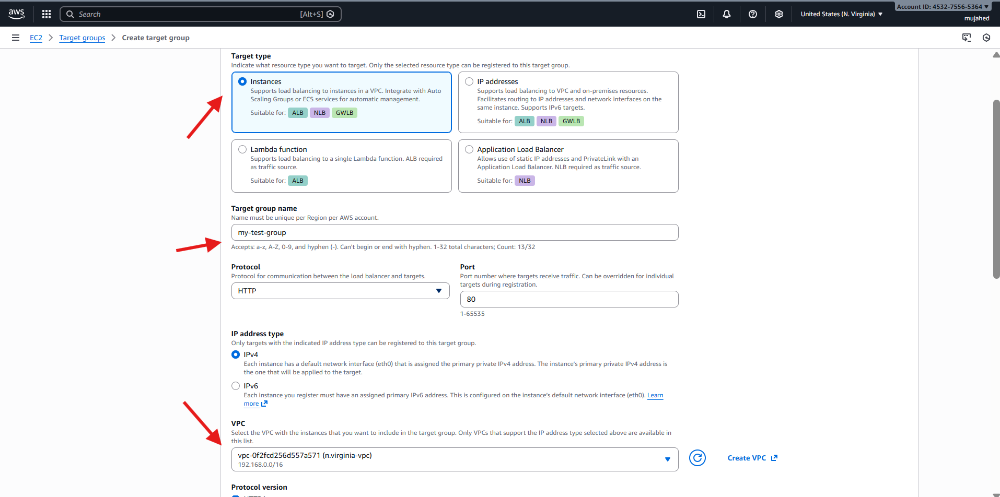 aws
Search
[Alt+S]
United States (N. Virginia)
Account ID: 4532-7556-5364
mujahed
EC2
Target groups
Create target group
Target type
Indicate what resource type you want to target. Only the selected resource type can be registered to this target group.
Instances
Supports load balancing to instances in a VPC. Integrate with Auto
Scaling Groups or ECS services for automatic management.
Suitable for: ALB NLB GWLB
IP addresses
Supports load balancing to VPC and on-premises resources.
Facilitates routing to IP addresses and network interfaces on the
same instance. Supports IPv6 targets.
Suitable for: ALB NLB GWLB
Lambda function
Supports load balancing to a single Lambda function. ALB required
as traffic source.
Suitable for: ALB
Application Load Balancer
Allows use of static IP addresses and PrivateLink with an
Application Load Balancer. NLB required as traffic source.
Suitable for: NLB
Target group name
Name must be unique per Region per AWS account.
my-test-group
Accepts: a-z, A-Z, 0-9, and hyphen (-). Can't begin or end with hyphen. 1-32 total characters; Count: 13/32
Protocol
Protocol for communication between the load balancer and targets.
HTTP
Port
Port number where targets receive traffic. Can be overridden for individual
targets during registration.
80
1-65535
IP address type
Only targets with the indicated IP address type can be registered to this target group.
IPv4
Each instance has a default network interface (eth0) that is assigned the primary private IPv4 address. The instance's primary private IPv4 address is
the one that will be applied to the target.
IPv6
Each instance you register must have an assigned primary IPv6 address. This is configured on the instance's default network interface (eth0). Learn
more
VPC
Select the VPC with the instances that you want to include in the target group. Only VPCs that support the IP address type selected above are available in
this list.
vpc-0f2fcd256d557a571 (n.virginia-vpc)
192.168.0.0/16
Create VPC
Protocol version